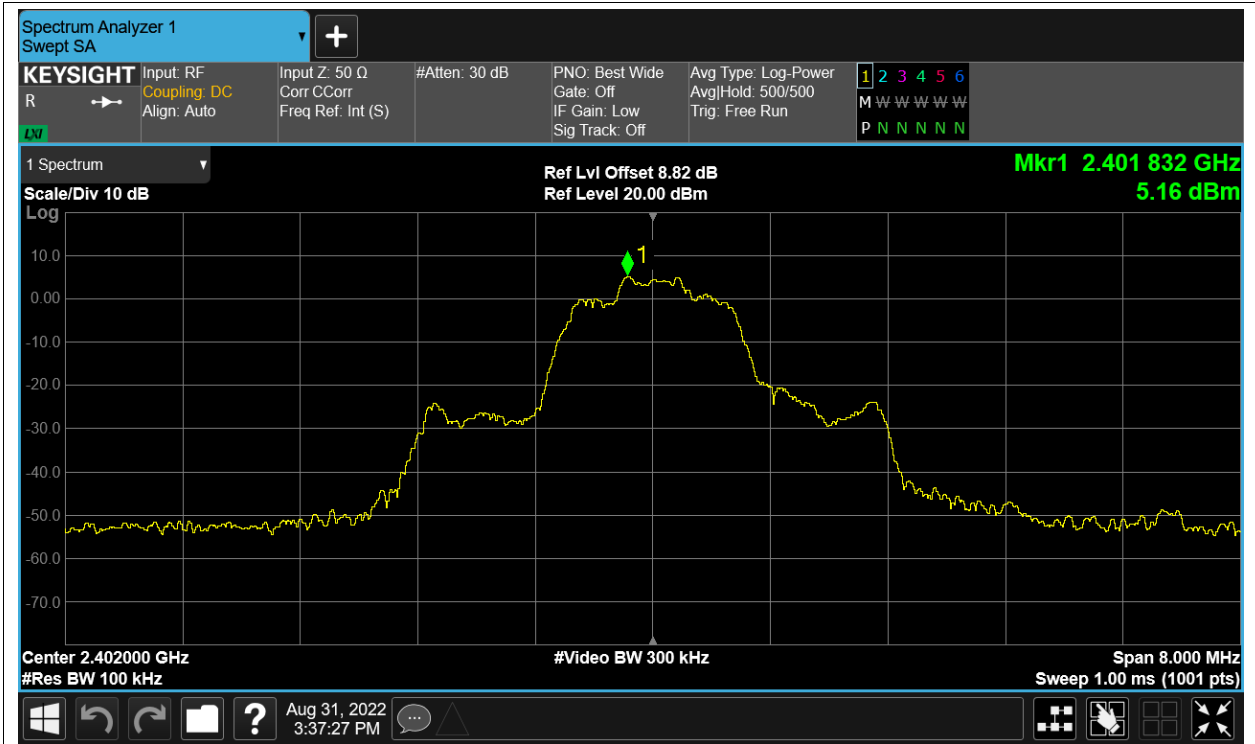 Spectrum Analyzer 1
Swept SA
KEYSIGHT
R
LXI
Input: RF
Coupling: DC
Align: Auto
Input Z: 50 Ω
Corr CCorr
Freq Ref: Int (S)
#Atten: 30 dB
PNO: Best Wide
Gate: Off
IF Gain: Low
Sig Track: Off
Avg Type: Log-Power
Avg|Hold: 500/500
Trig: Free Run
1 2 3 4 5 6
M W W W W W W
P N N N N N N
1 Spectrum
Scale/Div 10 dB
Log
Ref Lvl Offset 8.82 dB
Ref Level 20.00 dBm
Mkr1 2.401 832 GHz
5.16 dBm
1
10.0
0.00
-10.0
-20.0
-30.0
-40.0
-50.0
-60.0
-70.0
Center 2.402000 GHz
#Res BW 100 kHz
#Video BW 300 kHz
Span 8.000 MHz
Sweep 1.00 ms (1001 pts)
?
Aug 31, 2022
3:37:27 PM